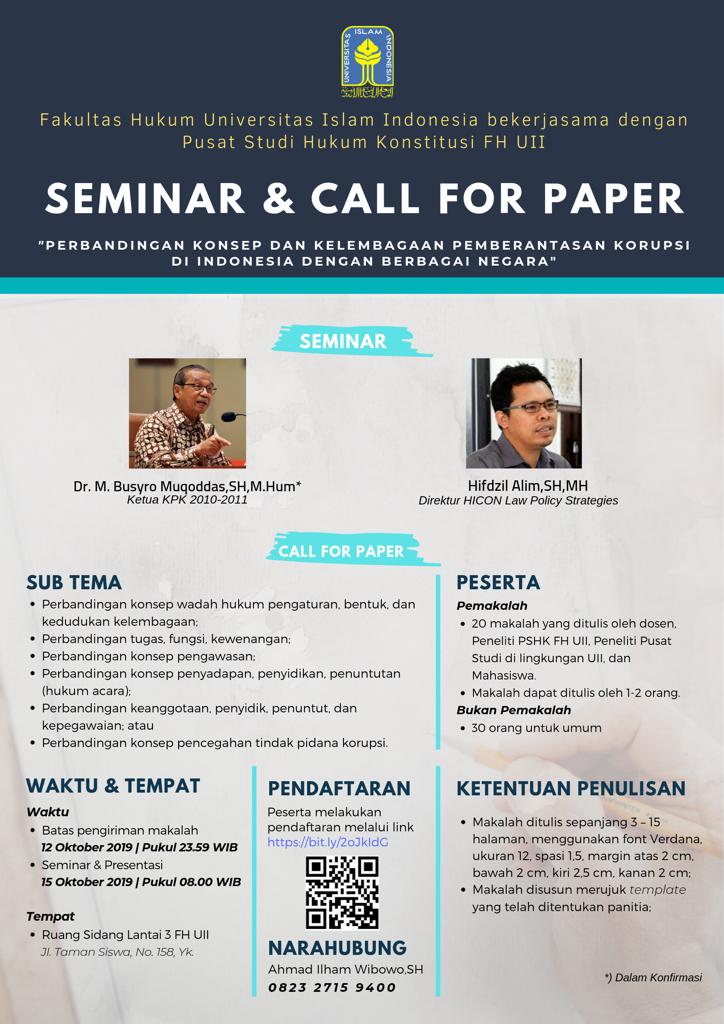 UNIVERSITAS ISLAM INDONESIA
Fakultas Hukum Universitas Islam Indonesia bekerjasama dengan
Pusat Studi Hukum Konstitusi FH UII
SEMINAR & CALL FOR PAPER
"PERBANDINGAN KONSEP DAN KELEMBAGAAN PEMBERANTASAN KORUPSI
DI INDONESIA DENGAN BERBAGAI NEGARA"
SEMINAR
Dr. M. Busyro Muqoddas,SH,M.Hum*
Ketua KPK 2010-2011
Hifdzil Alim,SH,MH
Direktur HICON Law Policy Strategies
CALL FOR PAPER
SUB TEMA
• Perbandingan konsep wadah hukum pengaturan, bentuk, dan
kedudukan kelembagaan;
• Perbandingan tugas, fungsi, kewenangan;
• Perbandingan konsep pengawasan;
• Perbandingan konsep penyadapan, penyidikan, penuntutan
(hukum acara);
• Perbandingan keanggotaan, penyidik, penuntut, dan
kepegawaian; atau
• Perbandingan konsep pencegahan tindak pidana korupsi.
PESERTA
Pemakalah
• 20 makalah yang ditulis oleh dosen,
Peneliti PSHK FH UII, Peneliti Pusat
Studi di lingkungan UII, dan
Mahasiswa.
• Makalah dapat ditulis oleh 1-2 orang.
Bukan Pemakalah
• 30 orang untuk umum
WAKTU & TEMPAT
Waktu
• Batas pengiriman makalah
12 Oktober 2019 | Pukul 23.59 WIB
• Seminar & Presentasi
15 Oktober 2019 | Pukul 08.00 WIB
Tempat
• Ruang Sidang Lantai 3 FH UII
Jl. Taman Siswa, No. 158, Yk.
PENDAFTARAN
Peserta melakukan
pendaftaran melalui link
https://bit.ly/2oJkIdG
NARAHUBUNG
Ahmad Ilham Wibowo,SH
0823 2715 9400
KETENTUAN PENULISAN
• Makalah ditulis sepanjang 3 – 15
halaman, menggunakan font Verdana,
ukuran 12, spasi 1,5, margin atas 2 cm,
bawah 2 cm, kiri 2,5 cm, kanan 2 cm;
• Makalah disusun merujuk template
yang telah ditentukan panitia;
*) Dalam Konfirmasi